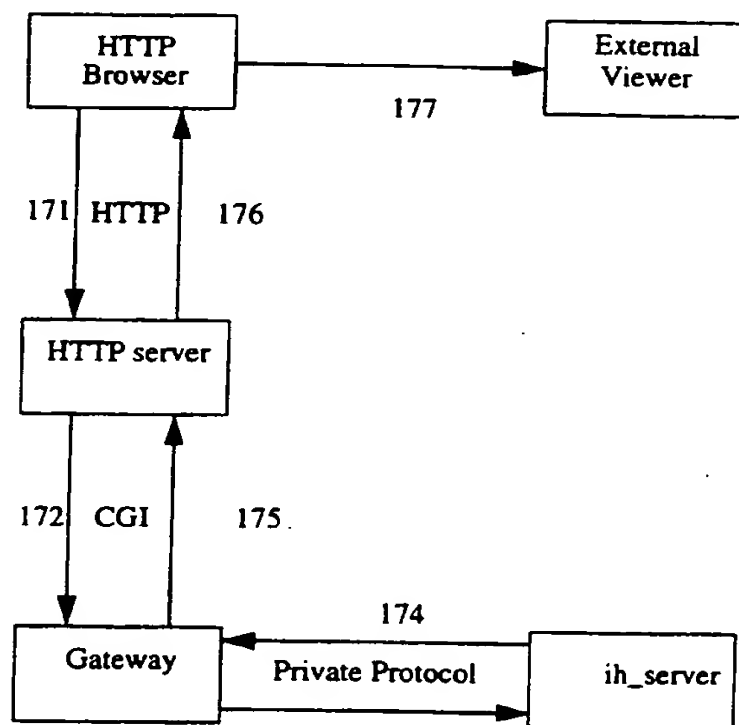 HTTP
Browser
External
Viewer
177
171
HTTP
176
HTTP server
172
CGI
175
174
Gateway
Private Protocol
ih_server